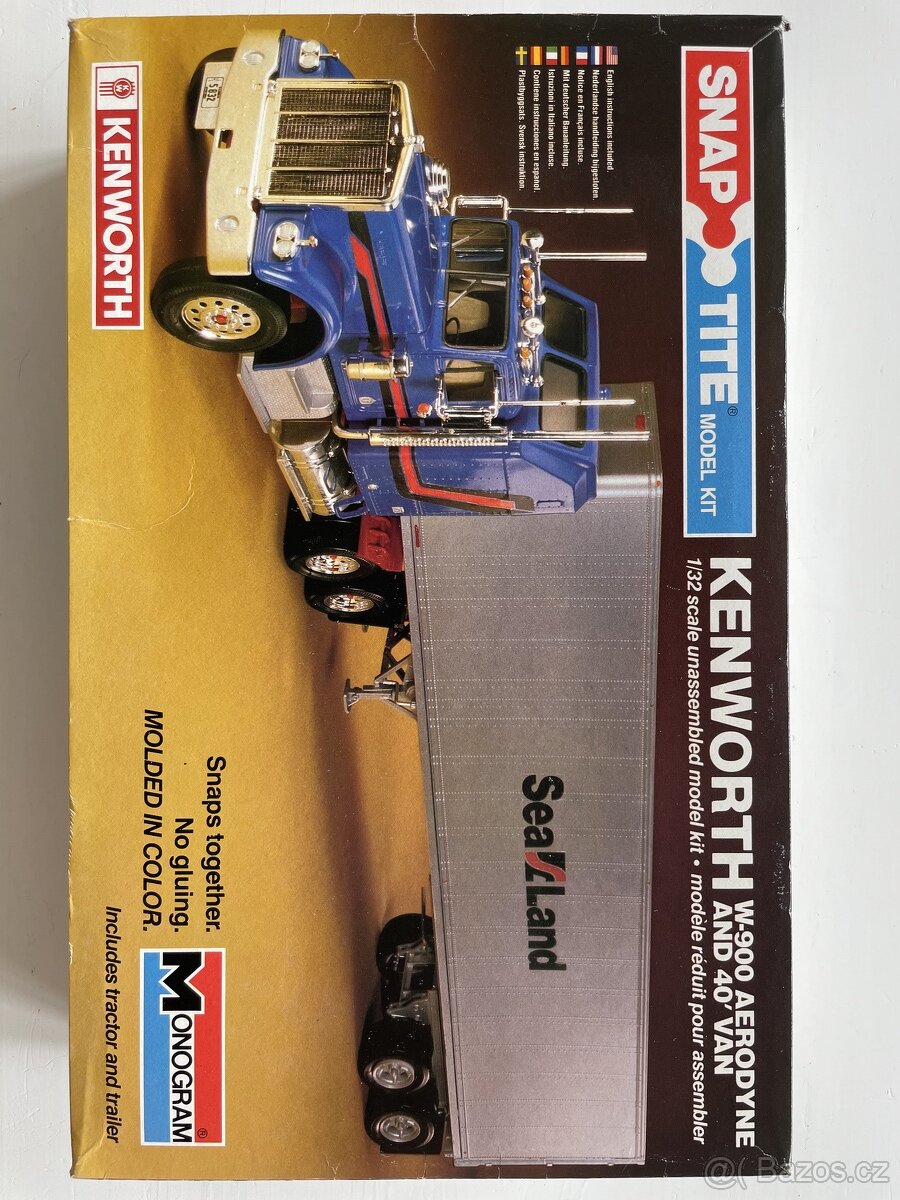 SNAP TITE® MODEL KIT
KENWORTH W-900 AERODYNE AND 40' VAN
1/32 scale unassembled model kit • modèle réduit pour assembler
English instructions included.
Nederlandse handleiding bijgesloten.
Notice en Français incluse.
Mit deutscher Bauanleitung.
Istruzioni in Italiano incluse.
Contiene instrucciones en espanol.
Plastbyggsats. Svensk instruktion.
5.832
Sea Land
KENWORTH
Snaps together.
No gluing.
MOLDED IN COLOR.
MONOGRAM®
Includes tractor and trailer
Bazos.cz